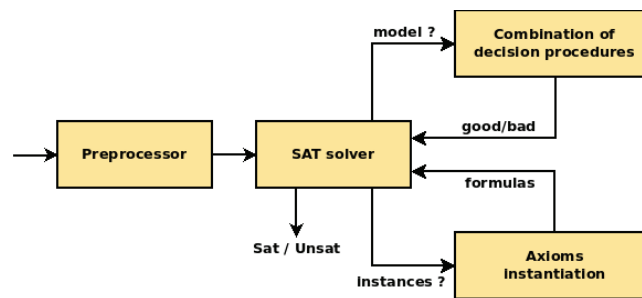 model ?
Combination of
decision procedures
good/bad
Preprocessor
SAT solver
formulas
Sat / Unsat
instances ?
Axioms
instantiation